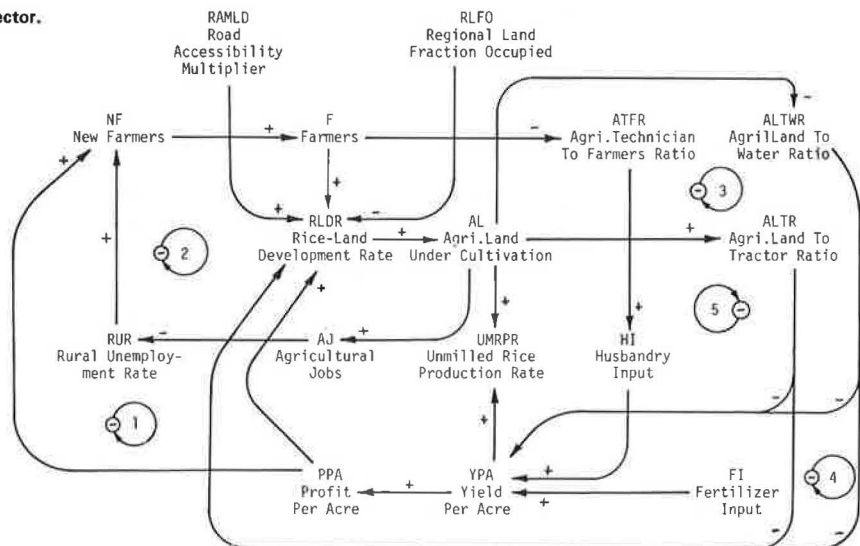 ector.
RAMLD
Road
Accessibility
Multiplier
RLFO
Regional Land
Fraction Occupied
NF
New Farmers
F
Farmers
ATFR
Agri.Technician
To Farmers Ratio
ALTWR
AgrilLand To
Water Ratio
RLDR
Rice-Land
Development Rate
AL
Agri.Land
Under Cultivation
ALTR
Agri.Land To
Tractor Ratio
RUR
Rural Unemploy-
ment Rate
AJ
Agricultural
Jobs
UMRPR
Unmilled Rice
Production Rate
HI
Husbandry
Input
PPA
Profit
Per Acre
YPA
Yield
Per Acre
FI
Fertilizer
Input
+
+
-
-
+
+
+
-
3
+
+
2
+
+
5
-
+
+
+
-
1
+
-
-
+
+
+
4
-
-